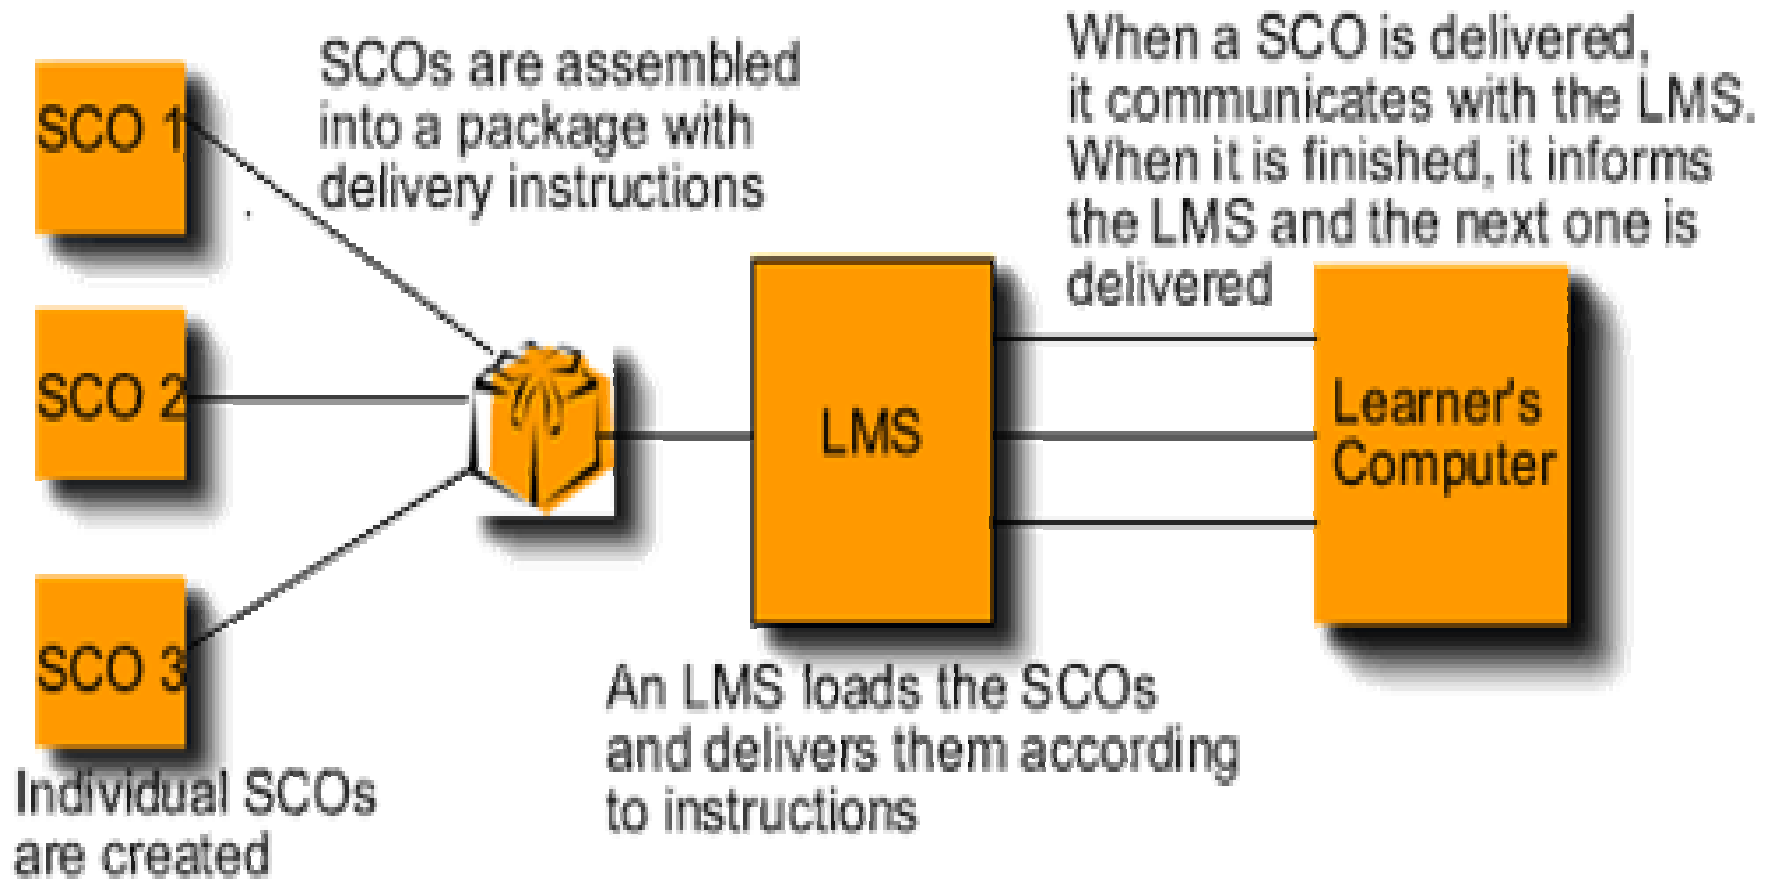 SCO 1
SCOs are assembled
into a package with
delivery instructions
When a SCO is delivered,
it communicates with the LMS.
When it is finished, it informs
the LMS and the next one is
delivered
SCO 2
LMS
Learner's
Computer
SCO 3
An LMS loads the SCOs
and delivers them according
to instructions
Individual SCOs
are created